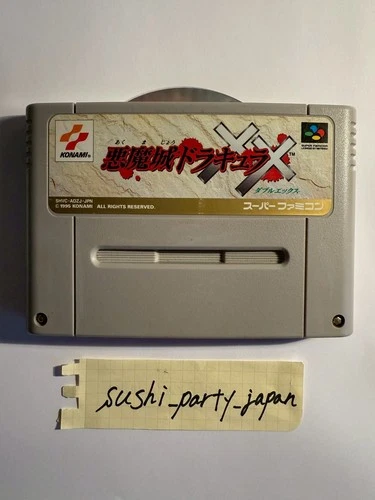 KONAMI®
あくまじょう
悪魔城ドラキュラXX
ダブルエックス
SHVC-ADZJ-JPN
© 1995 KONAMI ALL RIGHTS RESERVED.
スーパーファミコン
sushi_party_japan